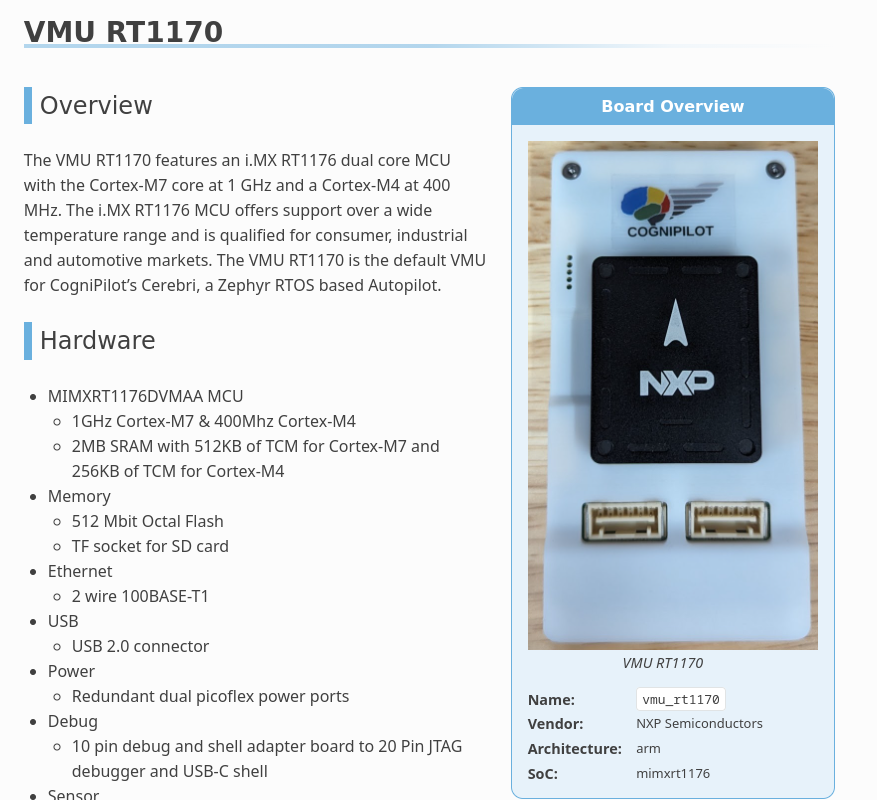 VMU RT1170
Overview
The VMU RT1170 features an i.MX RT1176 dual core MCU
with the Cortex-M7 core at 1 GHz and a Cortex-M4 at 400
MHz. The i.MX RT1176 MCU offers support over a wide
temperature range and is qualified for consumer, industrial
and automotive markets. The VMU RT1170 is the default VMU
for CogniPilot’s Cerebri, a Zephyr RTOS based Autopilot.
Hardware
• MIMXRT1176DVMAA MCU
◦ 1GHz Cortex-M7 & 400Mhz Cortex-M4
◦ 2MB SRAM with 512KB of TCM for Cortex-M7 and
256KB of TCM for Cortex-M4
• Memory
◦ 512 Mbit Octal Flash
◦ TF socket for SD card
• Ethernet
◦ 2 wire 100BASE-T1
• USB
◦ USB 2.0 connector
• Power
◦ Redundant dual picoflex power ports
• Debug
◦ 10 pin debug and shell adapter board to 20 Pin JTAG
debugger and USB-C shell
• Sensor
Board Overview
COGNIPILOT
NXP
VMU RT1170
Name: vmu_rt1170
Vendor: NXP Semiconductors
Architecture: arm
SoC: mimxrt1176